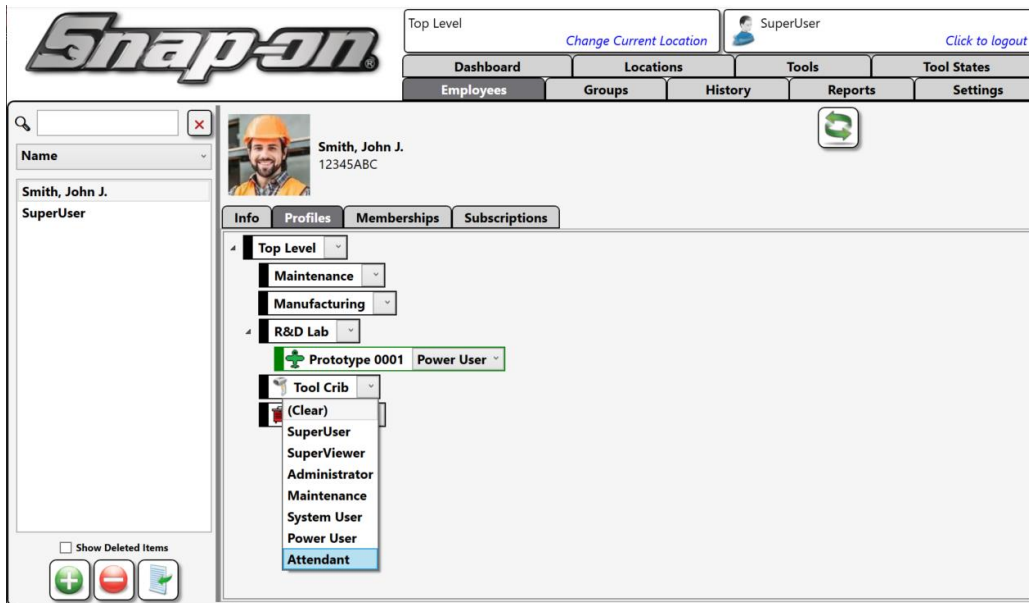 Snap-on
Top Level
Change Current Location
SuperUser
Click to logout
Dashboard Locations Tools Tool States
Employees Groups History Reports Settings
Name
Smith, John J.
SuperUser
Show Deleted Items
Smith, John J.
12345ABC
Info Profiles Memberships Subscriptions
Top Level
Maintenance
Manufacturing
R&D Lab
Prototype 0001 Power User
Tool Crib
(Clear)
SuperUser
SuperViewer
Administrator
Maintenance
System User
Power User
Attendant